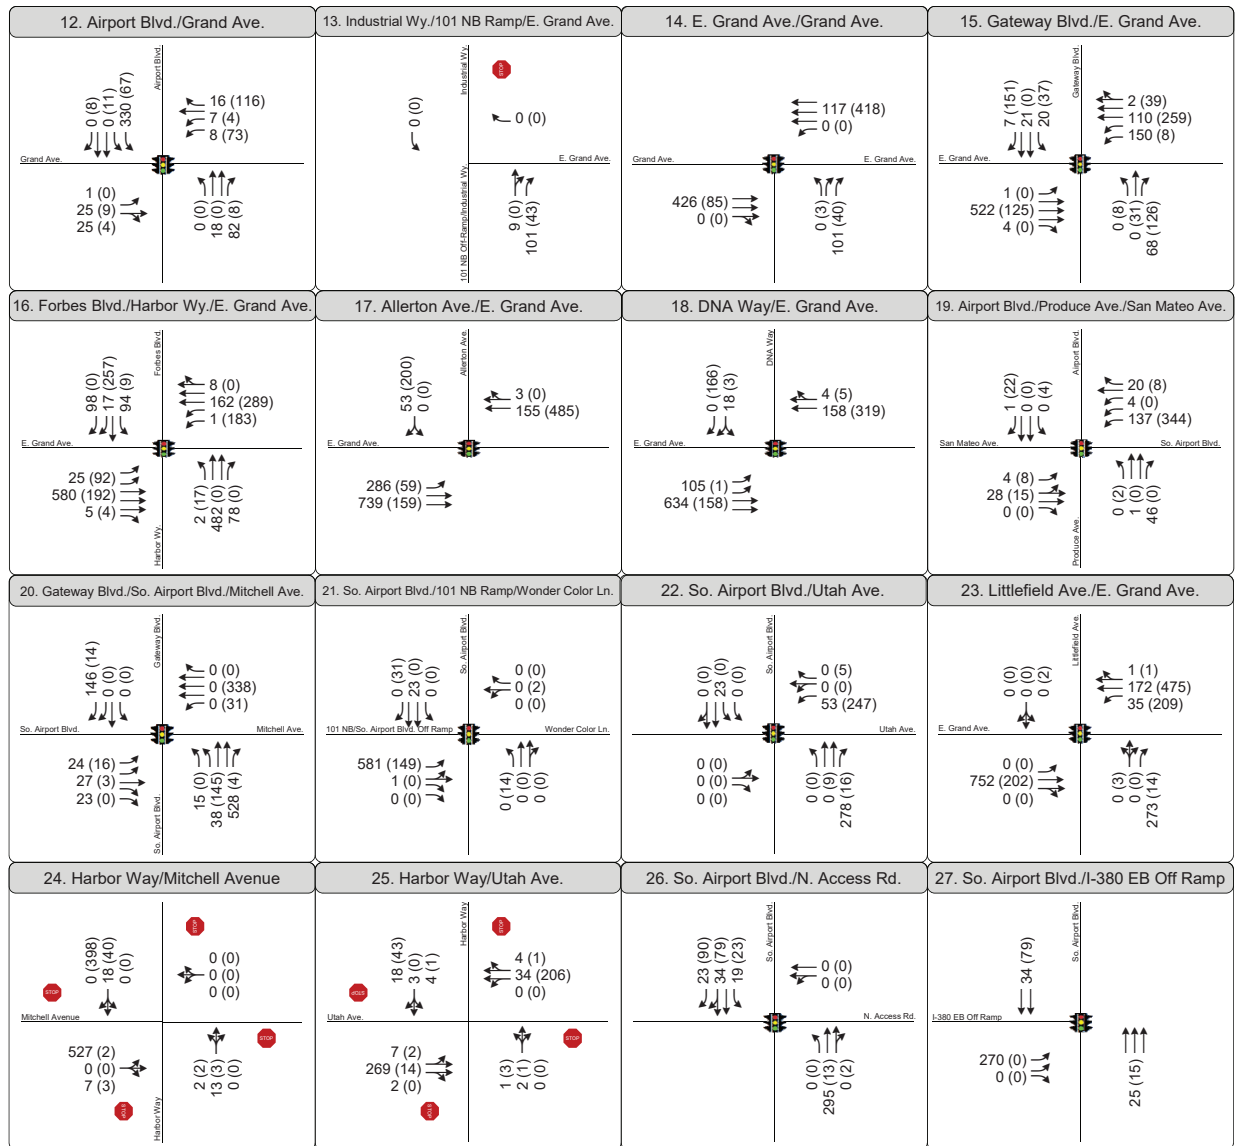 12. Airport Blvd./Grand Ave.
Airport Blvd.
0 (8)
0 (11)
330 (67)
16 (116)
7 (4)
8 (73)
Grand Ave.
1 (0)
25 (9)
25 (4)
0 (0)
18 (0)
82 (8)
13. Industrial Wy./101 NB Ramp/E. Grand Ave.
Industrial Wy.
STOP
0 (0)
0 (0)
E. Grand Ave.
101 NB Off-Ramp/Industrial Wy.
9 (0)
101 (43)
14. E. Grand Ave./Grand Ave.
117 (418)
0 (0)
Grand Ave.
E. Grand Ave.
426 (85)
0 (0)
0 (3)
101 (40)
15. Gateway Blvd./E. Grand Ave.
Gateway Blvd.
7 (151)
21 (0)
20 (37)
2 (39)
110 (259)
150 (8)
E. Grand Ave.
1 (0)
522 (125)
4 (0)
0 (8)
0 (31)
68 (126)
16. Forbes Blvd./Harbor Wy./E. Grand Ave.
Forbes Blvd.
98 (0)
17 (257)
94 (9)
8 (0)
162 (289)
1 (183)
E. Grand Ave.
25 (92)
580 (192)
5 (4)
Harbor Wy.
2 (17)
482 (0)
78 (0)
17. Allerton Ave./E. Grand Ave.
Allerton Ave.
53 (200)
0 (0)
3 (0)
155 (485)
E. Grand Ave.
286 (59)
739 (159)
18. DNA Way/E. Grand Ave.
DNA Way
0 (166)
18 (3)
4 (5)
158 (319)
E. Grand Ave.
105 (1)
634 (158)
19. Airport Blvd./Produce Ave./San Mateo Ave.
Airport Blvd.
1 (22)
0 (0)
0 (4)
20 (8)
4 (0)
137 (344)
San Mateo Ave.
So. Airport Blvd.
4 (8)
28 (15)
0 (0)
Produce Ave.
0 (2)
1 (0)
46 (0)
20. Gateway Blvd./So. Airport Blvd./Mitchell Ave.
Gateway Blvd.
146 (14)
0 (0)
0 (0)
0 (0)
0 (338)
0 (31)
So. Airport Blvd.
Mitchell Ave.
24 (16)
27 (3)
23 (0)
So. Airport Blvd.
15 (0)
38 (145)
528 (4)
21. So. Airport Blvd./101 NB Ramp/Wonder Color Ln.
So. Airport Blvd.
0 (31)
23 (0)
0 (0)
0 (0)
0 (2)
0 (0)
101 NB/So. Airport Blvd. Off Ramp
Wonder Color Ln.
581 (149)
1 (0)
0 (0)
0 (14)
0 (0)
0 (0)
22. So. Airport Blvd./Utah Ave.
So. Airport Blvd.
0 (0)
23 (0)
0 (0)
0 (5)
0 (0)
53 (247)
Utah Ave.
0 (0)
0 (0)
0 (0)
0 (0)
0 (9)
278 (16)
23. Littlefield Ave./E. Grand Ave.
Littlefield Ave.
0 (0)
0 (0)
0 (2)
1 (1)
172 (475)
35 (209)
E. Grand Ave.
0 (0)
752 (202)
0 (0)
0 (3)
0 (0)
273 (14)
24. Harbor Way/Mitchell Avenue
STOP
0 (398)
18 (40)
0 (0)
0 (0)
0 (0)
0 (0)
STOP
Mitchell Avenue
STOP
527 (2)
0 (0)
7 (3)
STOP
Harbor Way
2 (2)
13 (3)
0 (0)
25. Harbor Way/Utah Ave.
Harbor Way
STOP
18 (43)
3 (0)
4 (1)
4 (1)
34 (206)
0 (0)
STOP
Utah Ave.
STOP
7 (2)
269 (14)
2 (0)
STOP
1 (3)
2 (1)
0 (0)
26. So. Airport Blvd./N. Access Rd.
So. Airport Blvd.
23 (90)
34 (79)
19 (23)
0 (0)
0 (0)
N. Access Rd.
0 (0)
295 (13)
0 (2)
27. So. Airport Blvd./I-380 EB Off Ramp
So. Airport Blvd.
34 (79)
I-380 EB Off Ramp
270 (0)
0 (0)
25 (15)